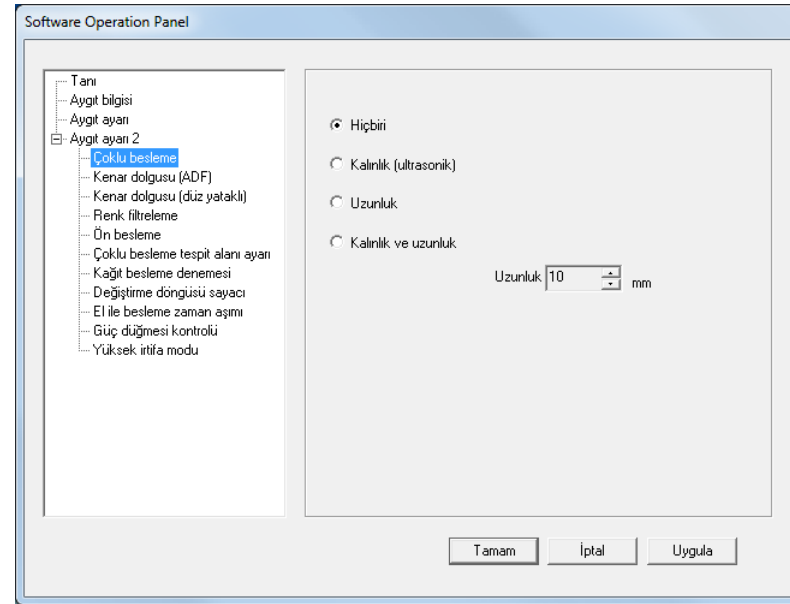 Software Operation Panel
Tanı
Aygıt bilgisi
Aygıt ayarı
Aygıt ayarı 2
Çoklu besleme
Kenar dolgusu (ADF)
Kenar dolgusu (düz yataklı)
Renk filtreleme
Ön besleme
Çoklu besleme tespit alanı ayarı
Kağıt besleme denemesi
Değiştirme döngüsü sayacı
El ile besleme zaman aşımı
Güç düğmesi kontrolü
Yüksek irtifa modu
Hiçbiri
Kalınlık (ultrasonik)
Uzunluk
Kalınlık ve uzunluk
Uzunluk 10 mm
Tamam İptal Uygula